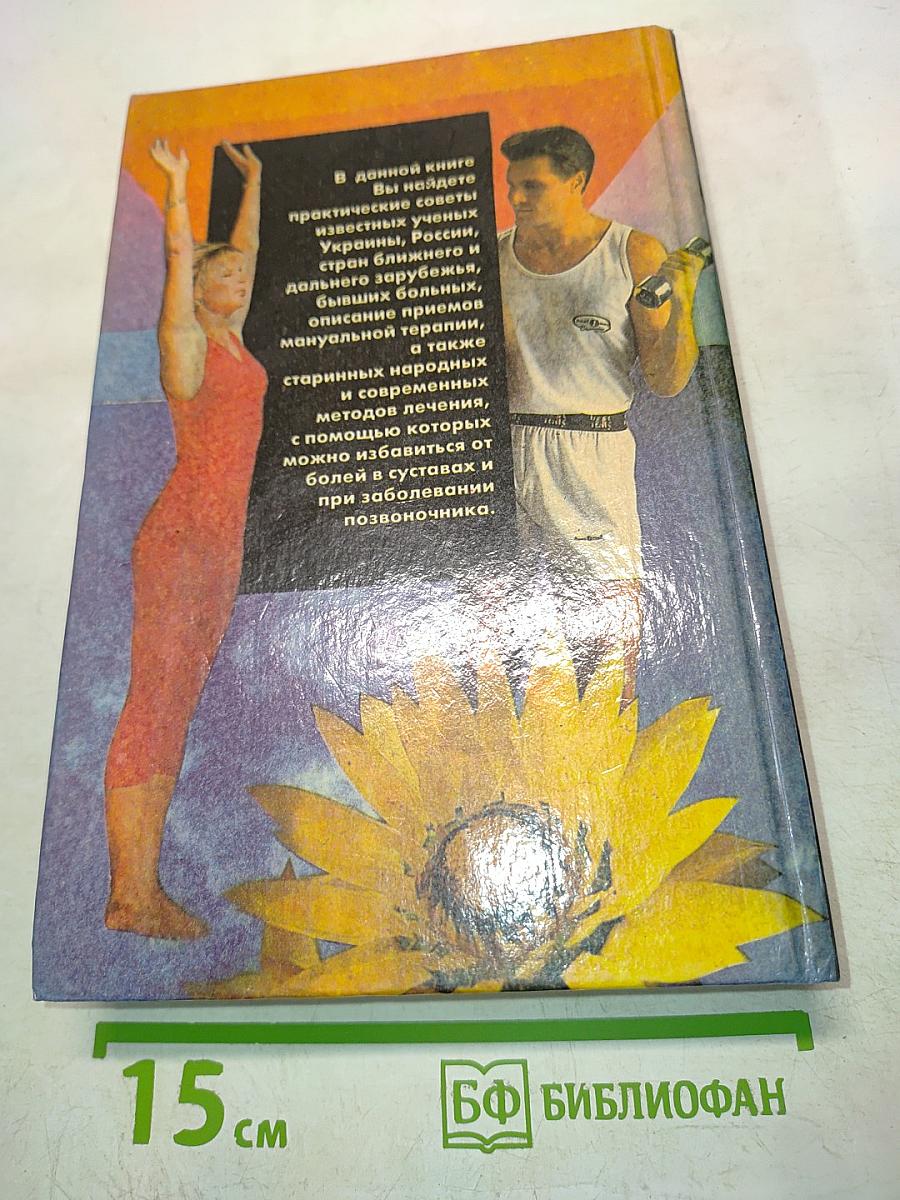 В данной книге
Вы найдете
практические советы
известных ученых
Украины, России,
стран ближнего и
дальнего зарубежья,
бывших больных,
описание приемов
мануальной терапии,
а также
старинных народных
и современных
методов лечения,
с помощью которых
можно избавиться от
болей в суставах и
при заболевании
позвоночника.
15 см
БФ БИБЛИОФАН